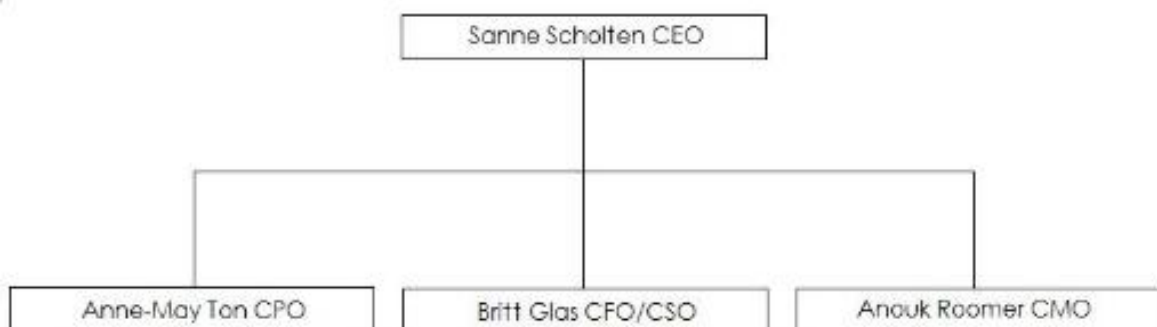 Sanne Scholten CEO
Anne-May Ton CPO
Britt Glas CFO/CSO
Anouk Roomer CMO